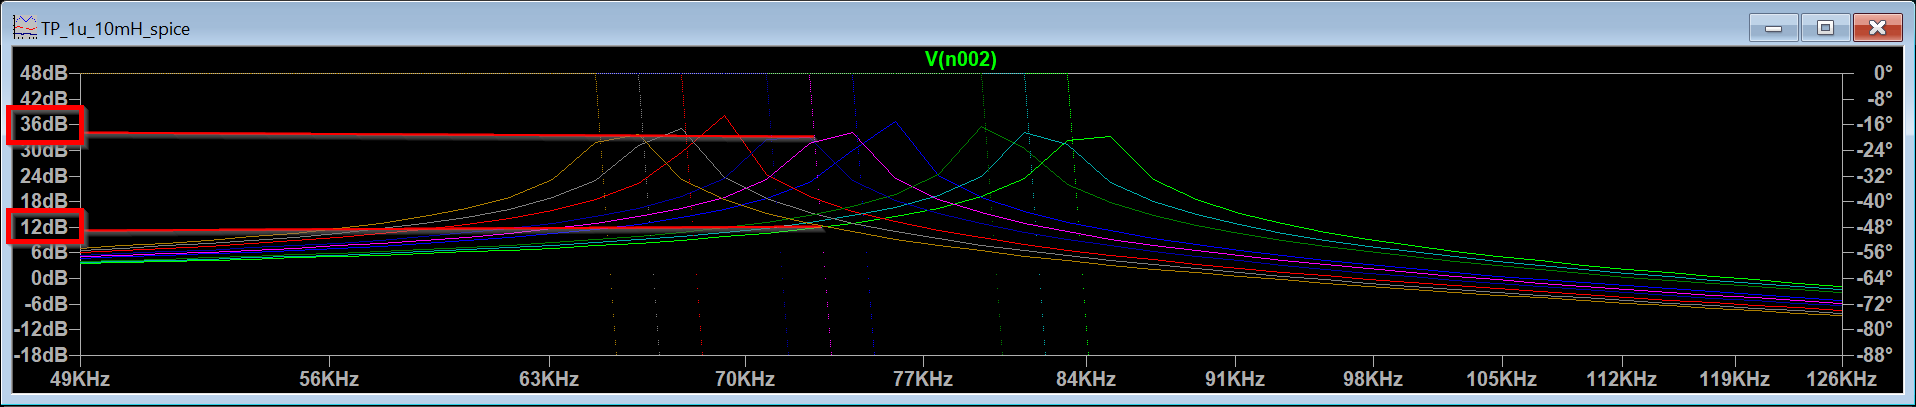 TP_1u_10mH_spice
V(n002)
48dB 0°
42dB -8°
36dB -16°
30dB -24°
24dB -32°
18dB -40°
12dB -48°
6dB -56°
0dB -64°
-6dB -72°
-12dB -80°
-18dB -88°
49KHz 56KHz 63KHz 70KHz 77KHz 84KHz 91KHz 98KHz 105KHz 112KHz 119KHz 126KHz